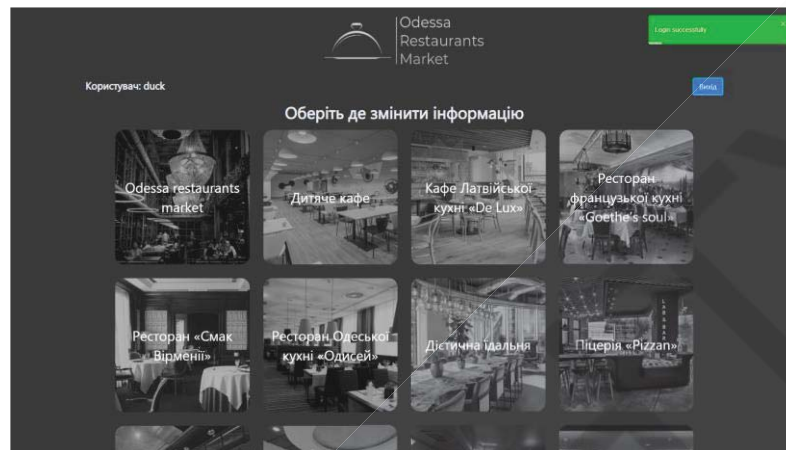 Odessa
Restaurants
Market
Login successfully
Користувач: duck
Вихід
Оберіть де змінити інформацію
Odessa restaurants
market
Дитяче кафе
Кафе Латвійської
кухні «De Lux»
Ресторан
французької кухні
«Goethe's soul»
Ресторан «Смак
Вірменії»
Ресторан Одеської
кухні «Одисей»
Дієтична їдальня
Піцерія «Pizzan»